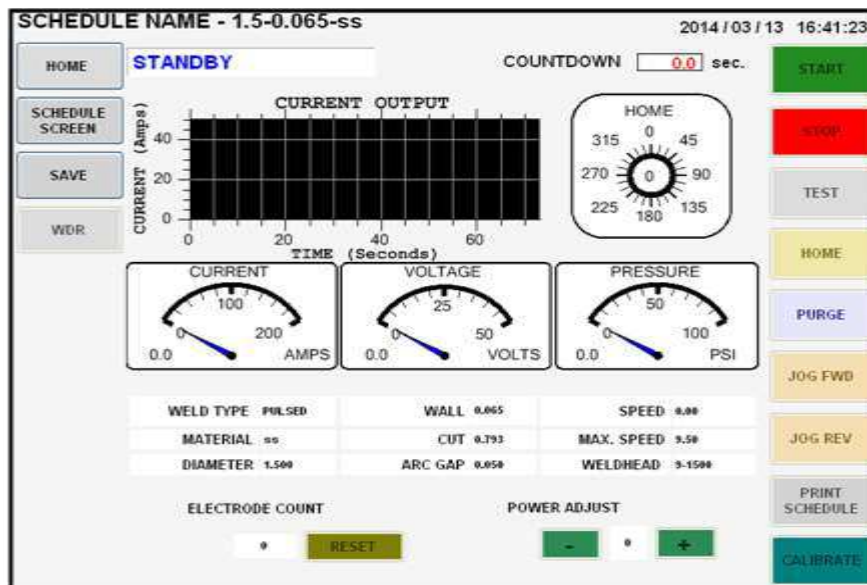 SCHEDULE NAME - 1.5-0.065-ss
2014 / 03 / 13 16:41:23
HOME
STANDBY
COUNTDOWN 0.0 sec.
START
SCHEDULE
SCREEN
CURRENT OUTPUT
CURRENT (Amps)
40
20
0
0 20 40 60
TIME (Seconds)
HOME
0
315 45
270 0 90
225 135
180
STOP
SAVE
TEST
WDR
HOME
CURRENT
100
0 200
0.0 AMPS
VOLTAGE
25
0 50
0.0 VOLTS
PRESSURE
50
0 100
0.0 PSI
PURGE
JOG FWD
WELD TYPE PULSED WALL 0.065 SPEED 0.00
MATERIAL ss CUT 0.793 MAX. SPEED 9.50
DIAMETER 1.500 ARC GAP 0.050 WELDHEAD 9-1500
JOG REV
ELECTRODE COUNT
0 RESET
POWER ADJUST
- 0 +
PRINT
SCHEDULE
CALIBRATE